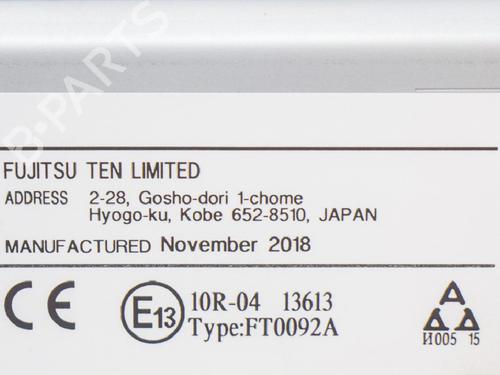 B-PARTS
FUJITSU TEN LIMITED
ADDRESS 2-28, Gosho-dori 1-chome
Hyogo-ku, Kobe 652-8510, JAPAN
MANUFACTURED November 2018
CE E13 10R-04 13613
Type:FT0092A
И005 15